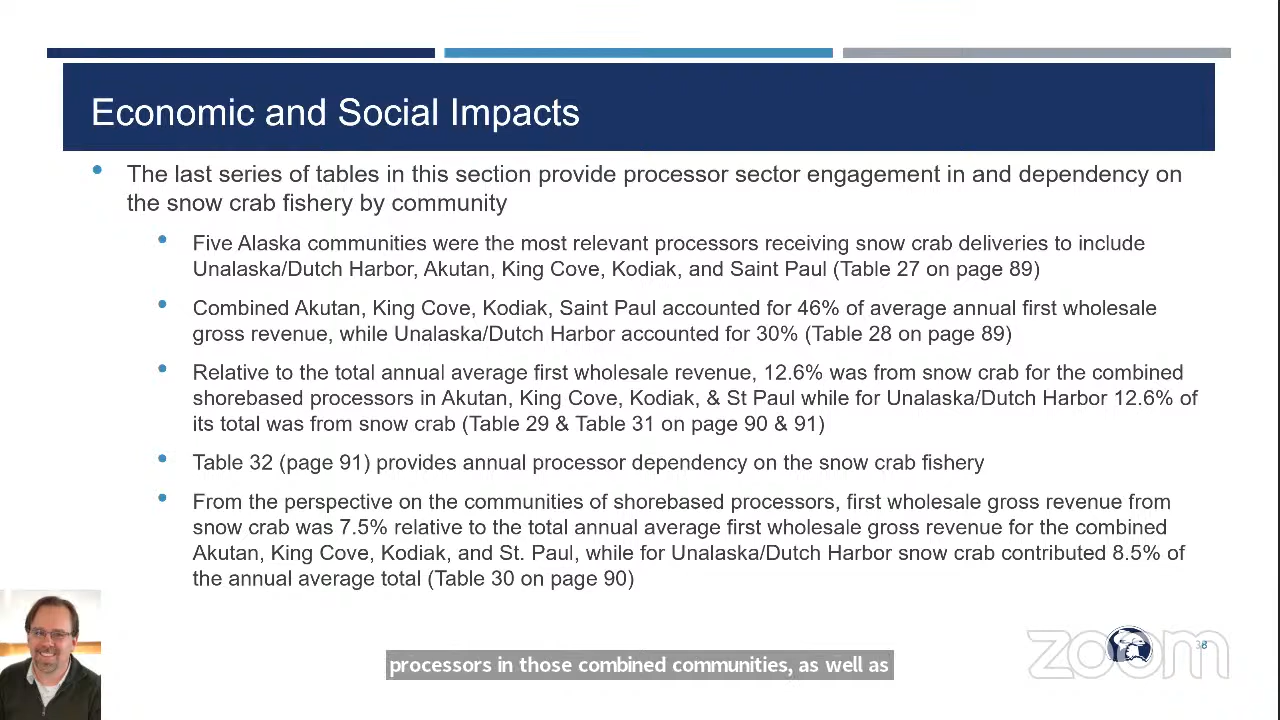 Economic and Social Impacts
The last series of tables in this section provide processor sector engagement in and dependency on
the snow crab fishery by community
Five Alaska communities were the most relevant processors receiving snow crab deliveries to include
Unalaska/Dutch Harbor, Akutan, King Cove, Kodiak, and Saint Paul (Table 27 on page 89)
Combined Akutan, King Cove, Kodiak, Saint Paul accounted for 46% of average annual first wholesale
gross revenue, while Unalaska/Dutch Harbor accounted for 30% (Table 28 on page 89)
Relative to the total annual average first wholesale revenue, 12.6% was from snow crab for the combined
shorebased processors in Akutan, King Cove, Kodiak, & St Paul while for Unalaska/Dutch Harbor 12.6% of
its total was from snow crab (Table 29 & Table 31 on page 90 & 91)
Table 32 (page 91) provides annual processor dependency on the snow crab fishery
From the perspective on the communities of shorebased processors, first wholesale gross revenue from
snow crab was 7.5% relative to the total annual average first wholesale gross revenue for the combined
Akutan, King Cove, Kodiak, and St. Paul, while for Unalaska/Dutch Harbor snow crab contributed 8.5% of
the annual average total (Table 30 on page 90)
zoom
processors in those combined communities, as well as